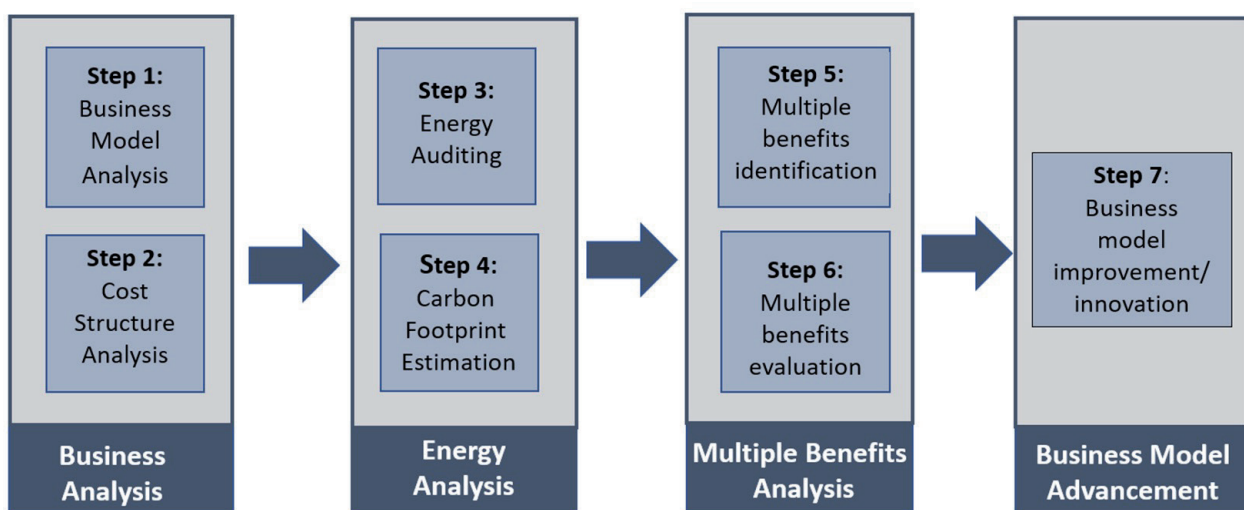 Step 1:
Business
Model
Analysis
Step 2:
Cost
Structure
Analysis
Business
Analysis
Step 3:
Energy
Auditing
Step 4:
Carbon
Footprint
Estimation
Energy
Analysis
Step 5:
Multiple
benefits
identification
Step 6:
Multiple
benefits
evaluation
Multiple Benefits
Analysis
Step 7:
Business
model
improvement/
innovation
Business Model
Advancement